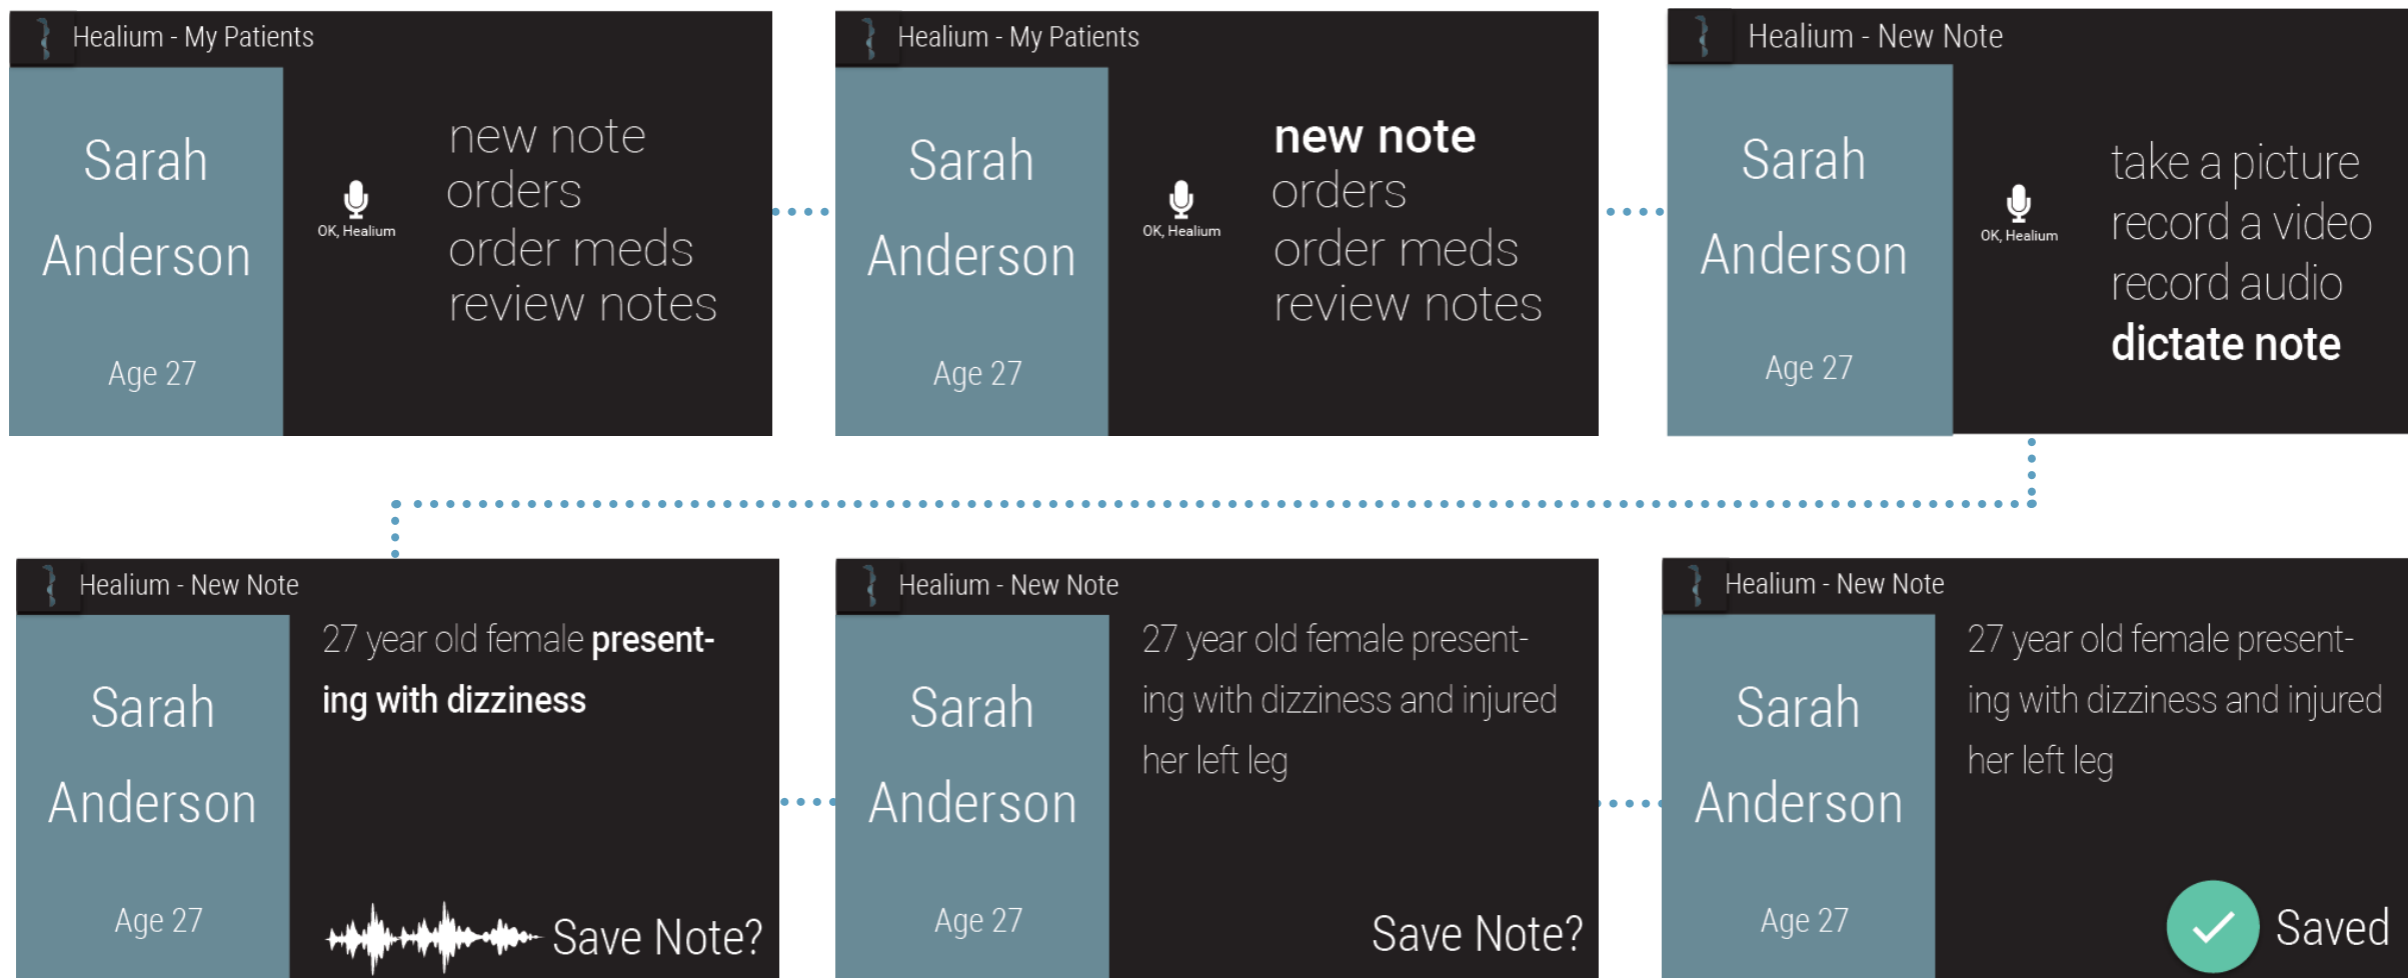 Healium - My Patients
Sarah
Anderson
Age 27
OK, Healium
new note
orders
order meds
review notes
Healium - My Patients
Sarah
Anderson
Age 27
OK, Healium
new note
orders
order meds
review notes
Healium - New Note
Sarah
Anderson
Age 27
OK, Healium
take a picture
record a video
record audio
dictate note
Healium - New Note
Sarah
Anderson
Age 27
27 year old female present-
ing with dizziness
Save Note?
Healium - New Note
Sarah
Anderson
Age 27
27 year old female present-
ing with dizziness and injured
her left leg
Save Note?
Healium - New Note
Sarah
Anderson
Age 27
27 year old female present-
ing with dizziness and injured
her left leg
Saved